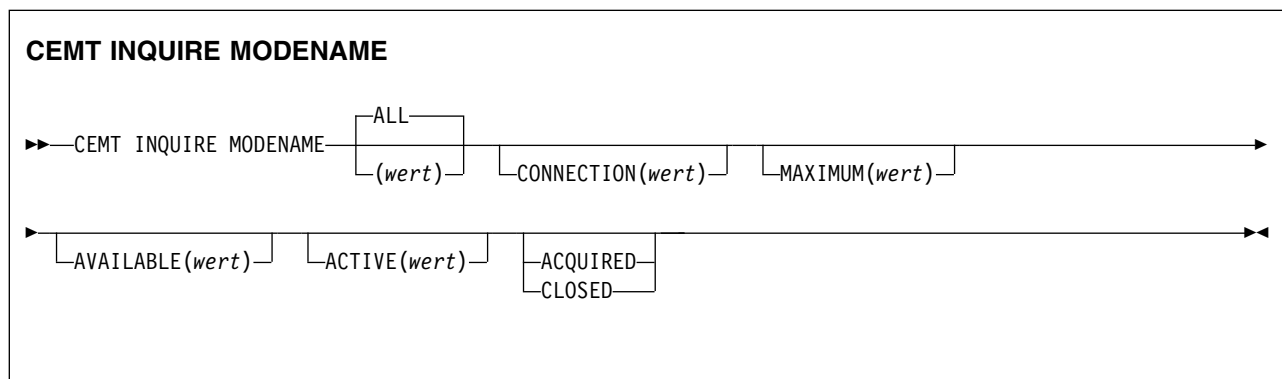 CEMT INQUIRE MODENAME
ALL
CEMT INQUIRE MODENAME
(wert) CONNECTION(wert) MAXIMUM(wert)
AVAILABLE(wert) ACTIVE(wert) ACQUIRED
CLOSED